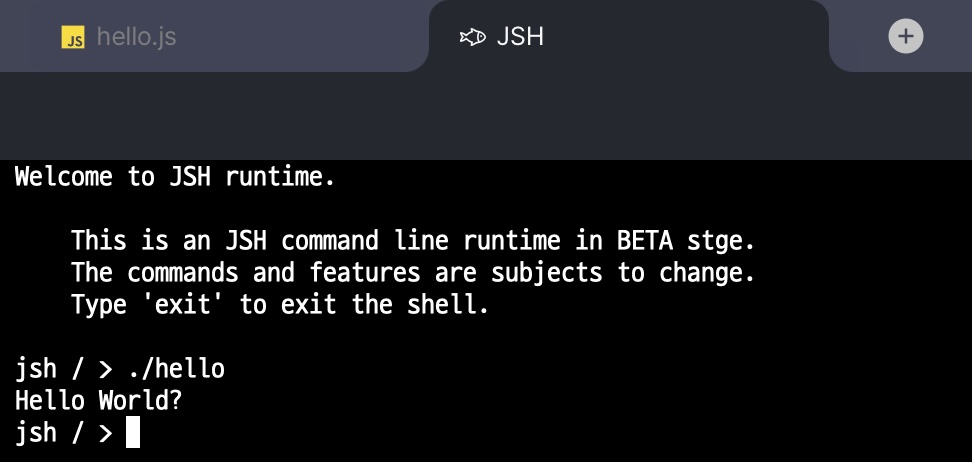 JS hello.js
JSH
Welcome to JSH runtime.
This is an JSH command line runtime in BETA stge.
The commands and features are subjects to change.
Type 'exit' to exit the shell.
jsh / > ./hello
Hello World?
jsh / >